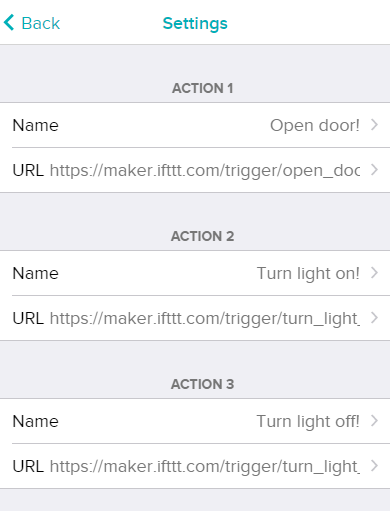 Back Settings
ACTION 1
Name Open door!
URL https://maker.ifttt.com/trigger/open_doc
ACTION 2
Name Turn light on!
URL https://maker.ifttt.com/trigger/turn_light_
ACTION 3
Name Turn light off!
URL https://maker.ifttt.com/trigger/turn_light_